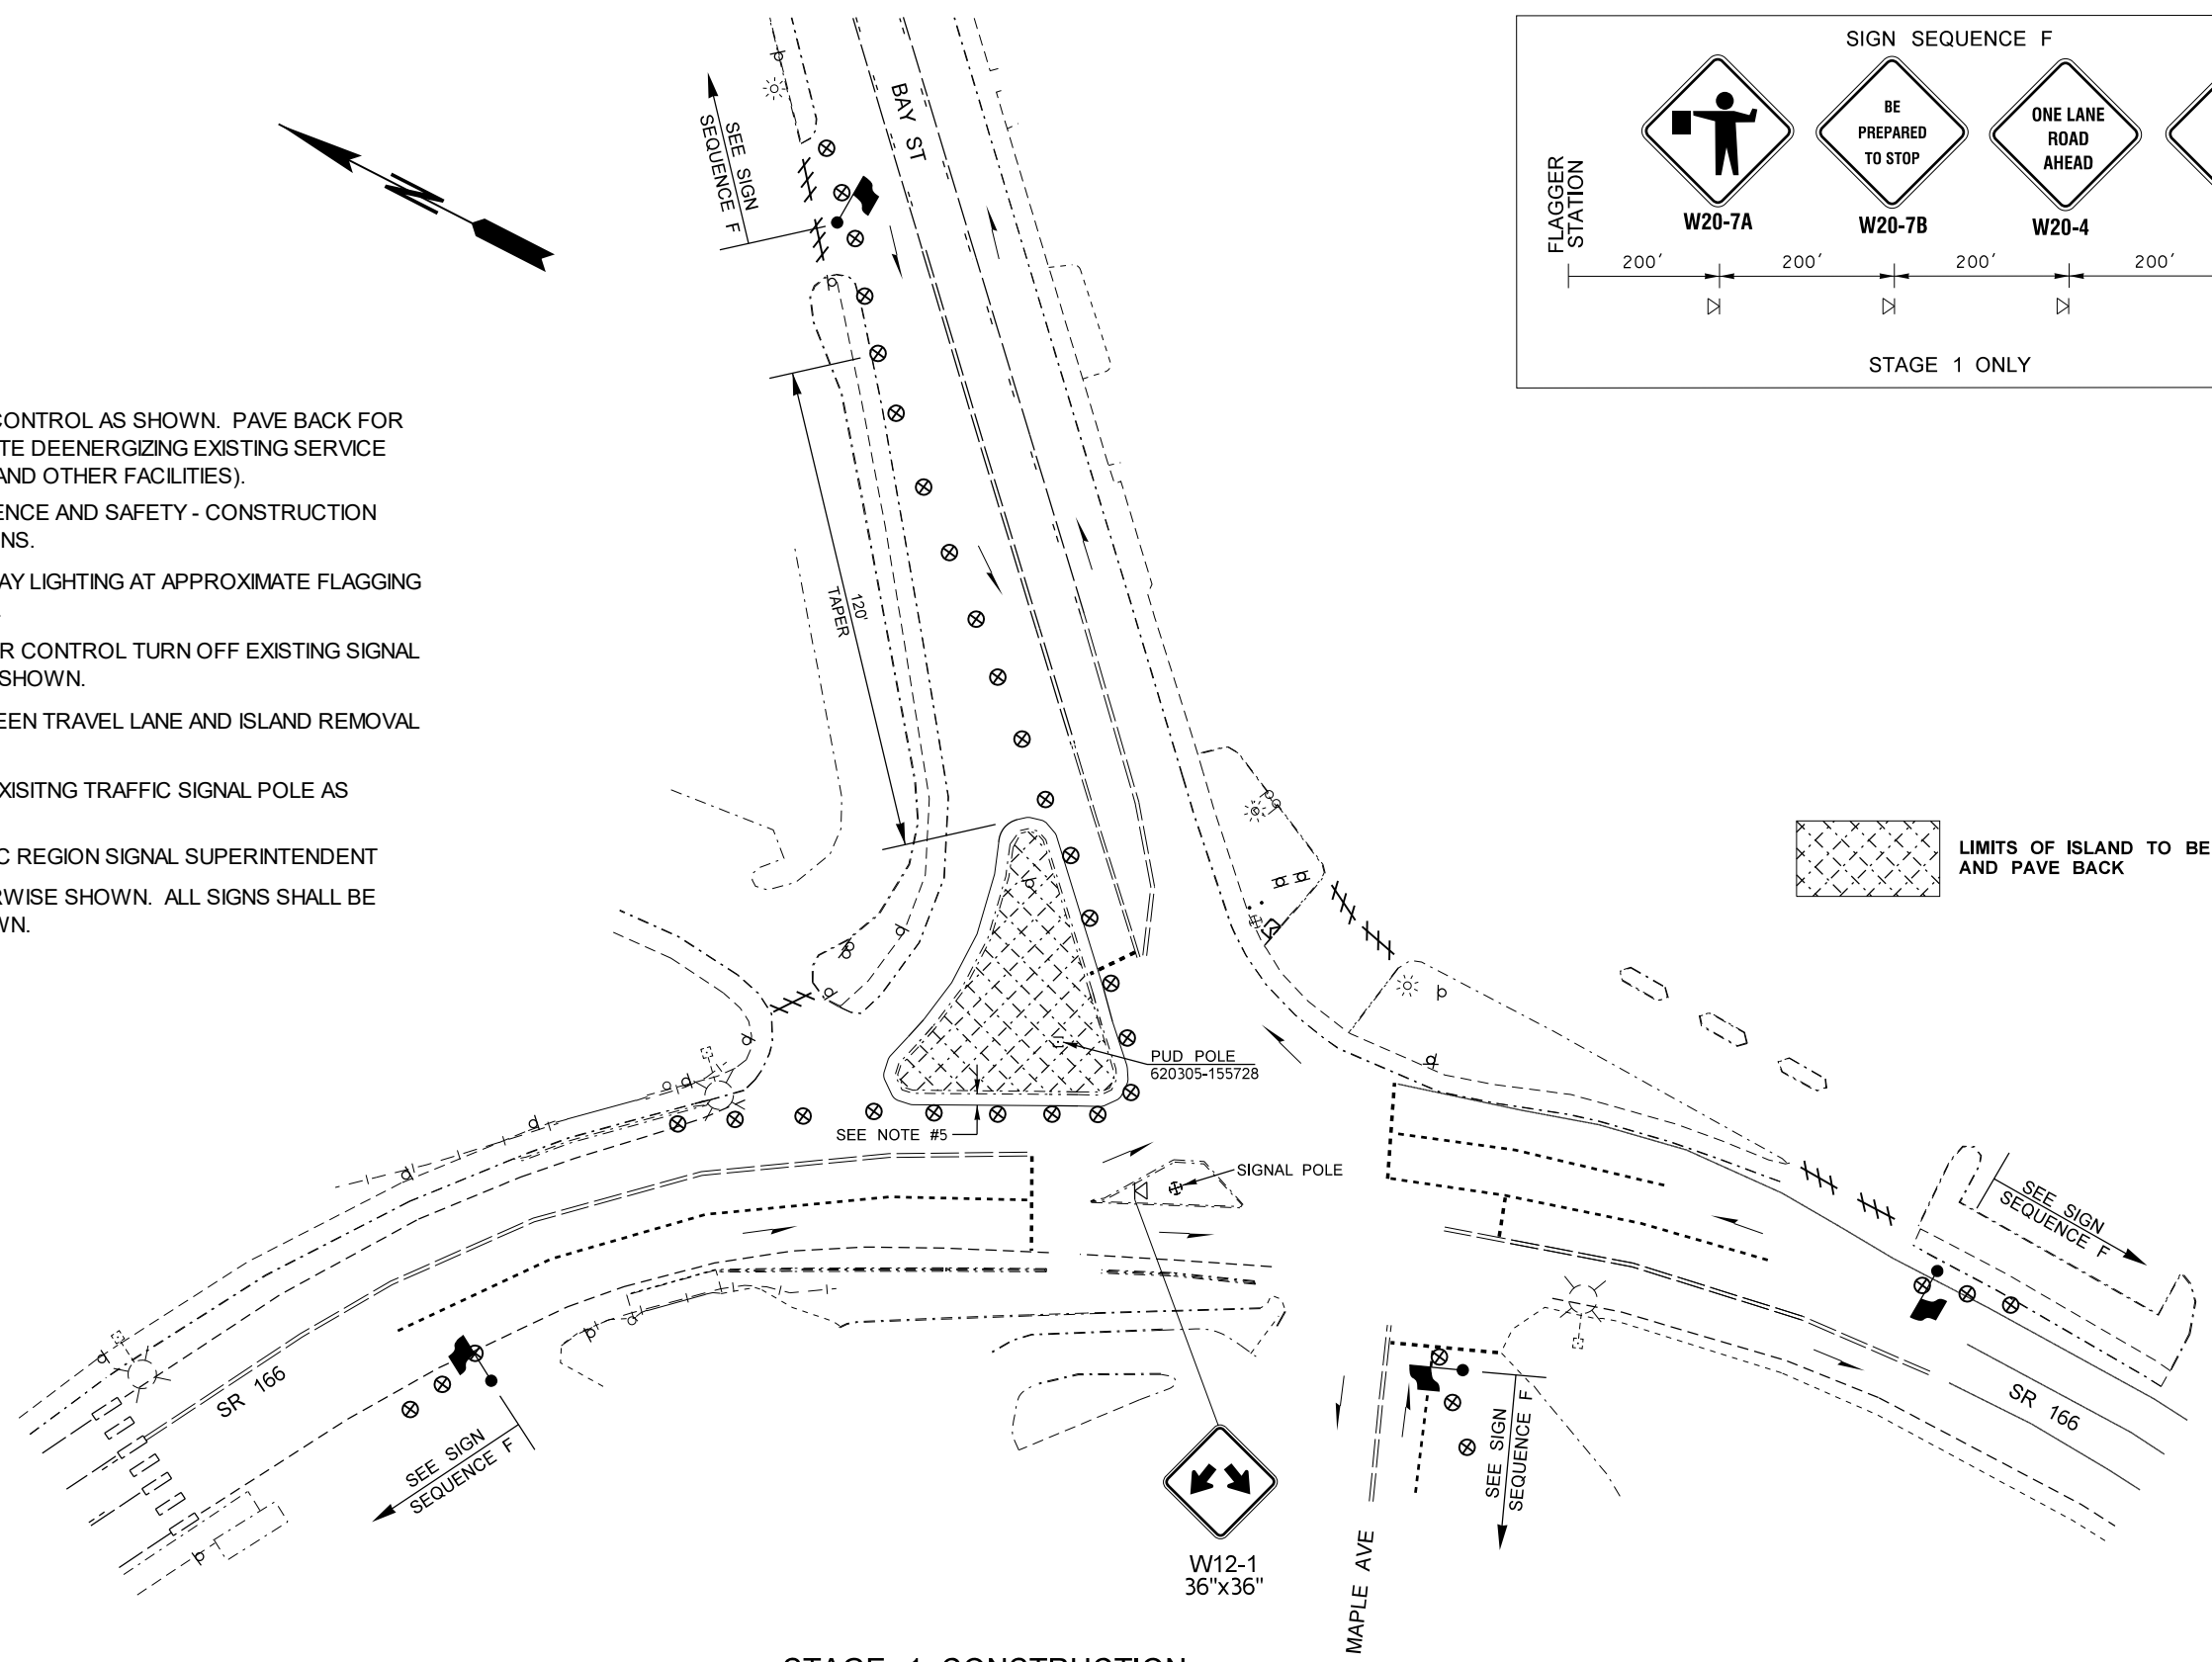 SIGN SEQUENCE F
BE
PREPARED
TO STOP
ONE LANE
ROAD
AHEAD
FLAGGER
STATION
W20-7A
W20-7B
W20-4
200'
200'
200'
200'
STAGE 1 ONLY
BAY ST
SEE SIGN
SEQUENCE F
CONTROL AS SHOWN. PAVE BACK FOR
TE DEENERGIZING EXISTING SERVICE
AND OTHER FACILITIES).
ENCE AND SAFETY - CONSTRUCTION
NS.
AY LIGHTING AT APPROXIMATE FLAGGING
R CONTROL TURN OFF EXISTING SIGNAL
SHOWN.
EEN TRAVEL LANE AND ISLAND REMOVAL
XISITNG TRAFFIC SIGNAL POLE AS
C REGION SIGNAL SUPERINTENDENT
RWISE SHOWN. ALL SIGNS SHALL BE
WN.
120'
TAPER
LIMITS OF ISLAND TO BE
AND PAVE BACK
PUD POLE
620305-155728
SEE NOTE #5
SIGNAL POLE
SEE SIGN
SEQUENCE F
SR 166
SR 166
SEE SIGN
SEQUENCE F
SEE SIGN
SEQUENCE F
W12-1
36"x36"
MAPLE AVE
STAGE 1 CONSTRUCTION